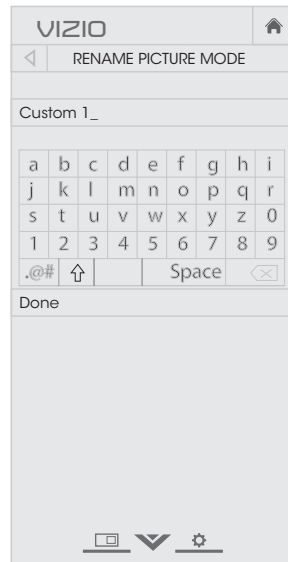 VIZIO
RENAME PICTURE MODE
Custom 1_
a b c d e f g h i
j k l m n o p q r
s t u v w x y z 0
1 2 3 4 5 6 7 8 9
.@# Space
Done